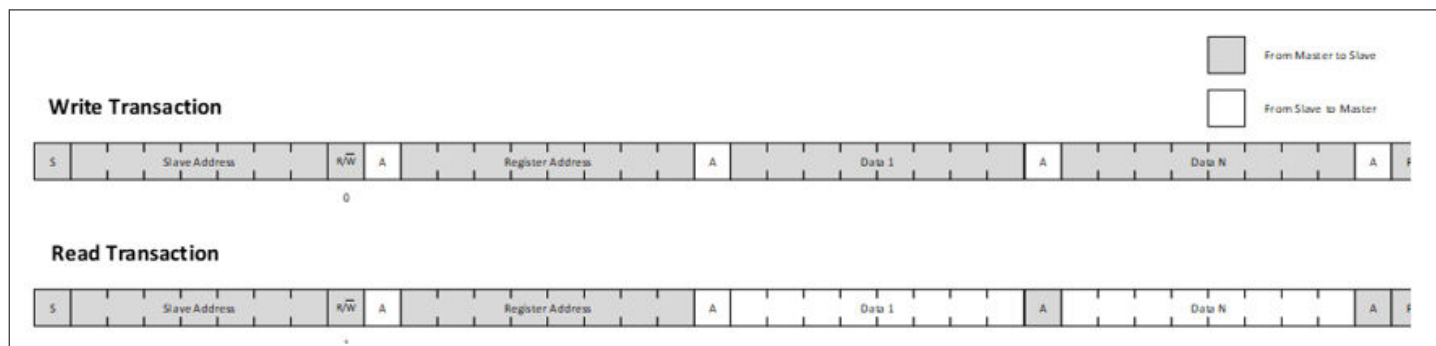 From Master to Slave
Write Transaction
From Slave to Master
S Slave Address R/W̅ A Register Address A Data 1 A Data N A
0
Read Transaction
S Slave Address R/W̅ A Register Address A Data 1 A Data N A